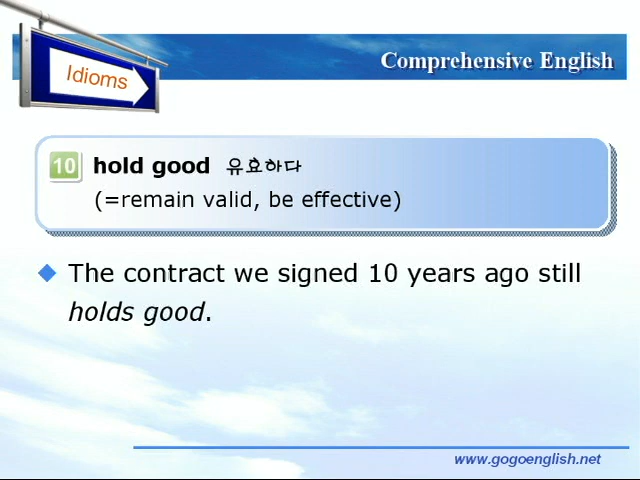 Idioms
Comprehensive English
10 hold good 유효하다
(=remain valid, be effective)
The contract we signed 10 years ago still
holds good.
www.gogoenglish.net